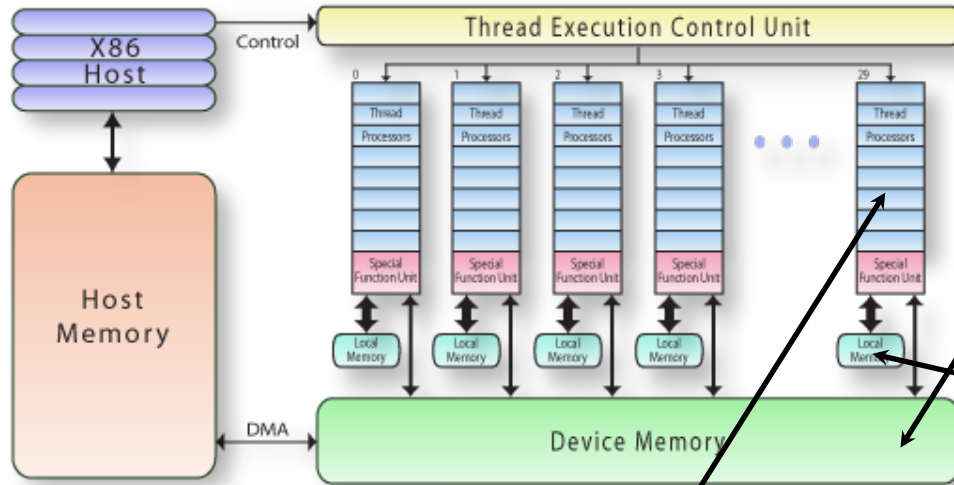 Thread Execution Control Unit
X86
Host
Control
0
1
2
3
29
Thread
Processors
Thread
Processors
Thread
Processors
Thread
Processors
Thread
Processors
Special
Function Unit
Special
Function Unit
Special
Function Unit
Special
Function Unit
Special
Function Unit
Host
Memory
Local
Memory
Local
Memory
Local
Memory
Local
Memory
Local
Memory
DMA
Device Memory